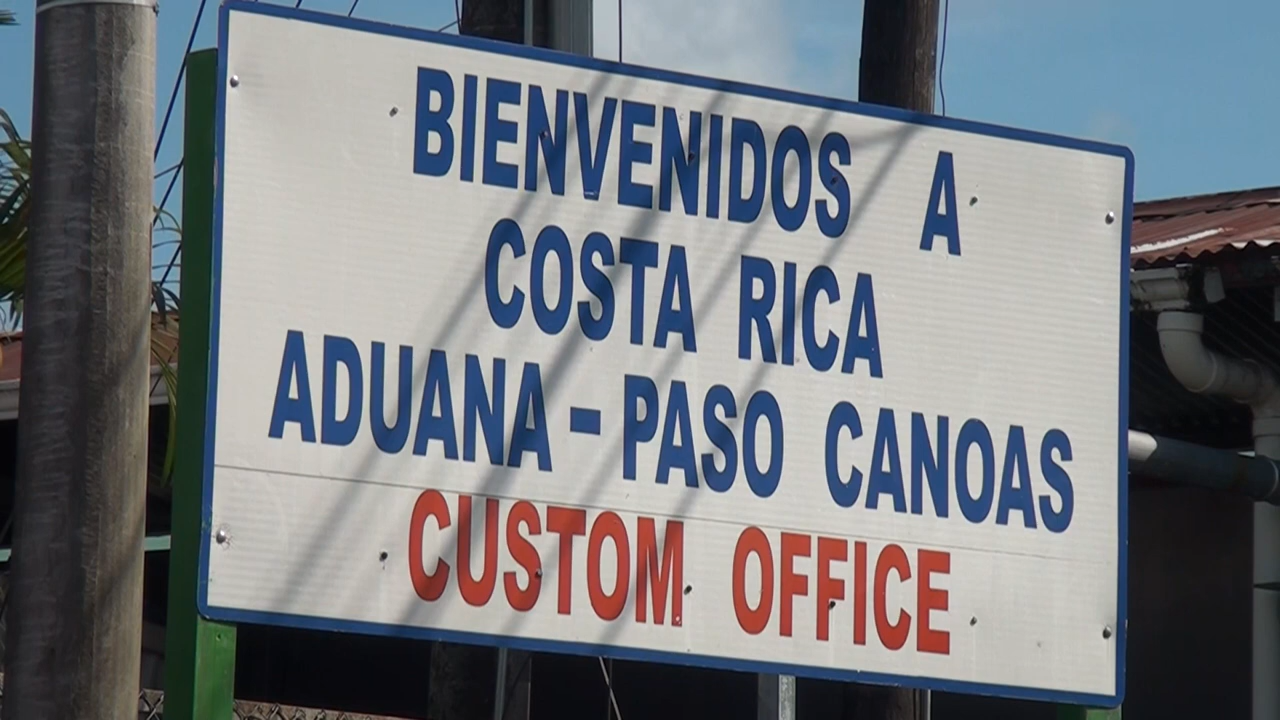 BIENVENIDOS A
COSTA RICA
ADUANA – PASO CANOAS
CUSTOM OFFICE